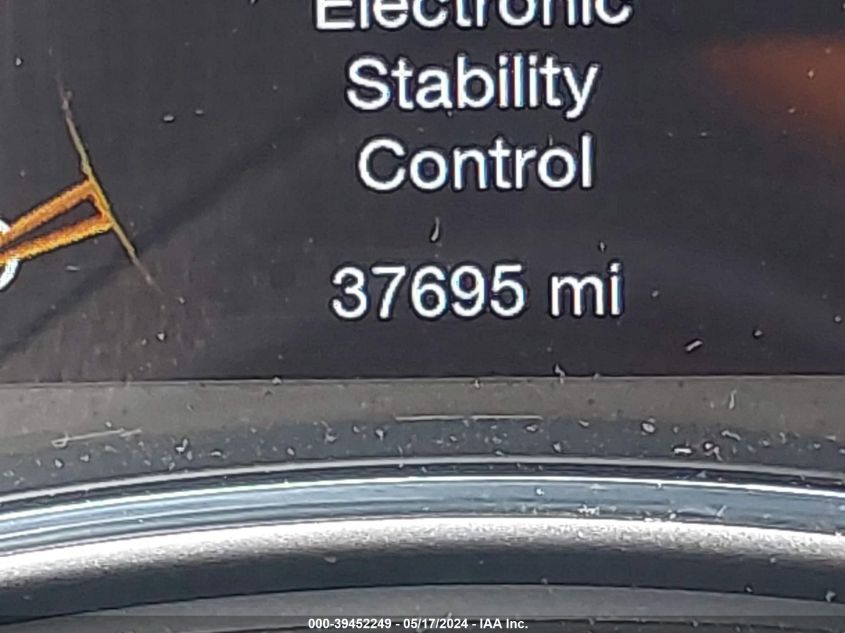 Electronic
Stability
Control
37695 mi
000-39452249 - 05/17/2024 - IAA Inc.